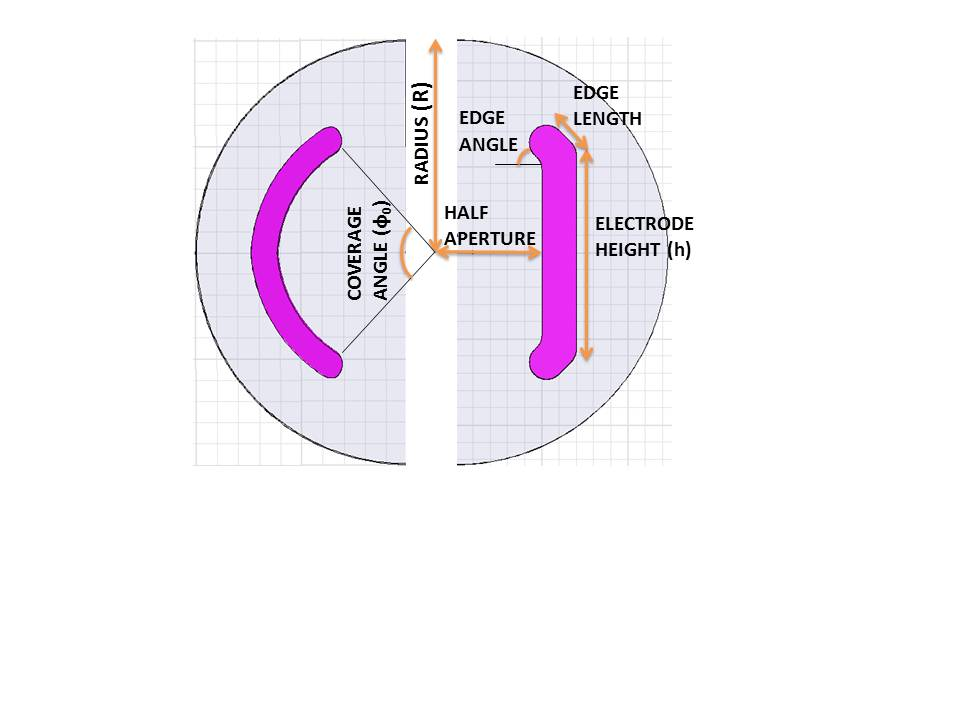 RADIUS (R)
EDGE
ANGLE
EDGE
LENGTH
HALF
APERTURE
COVERAGE
ANGLE (ϕ₀)
ELECTRODE
HEIGHT (h)